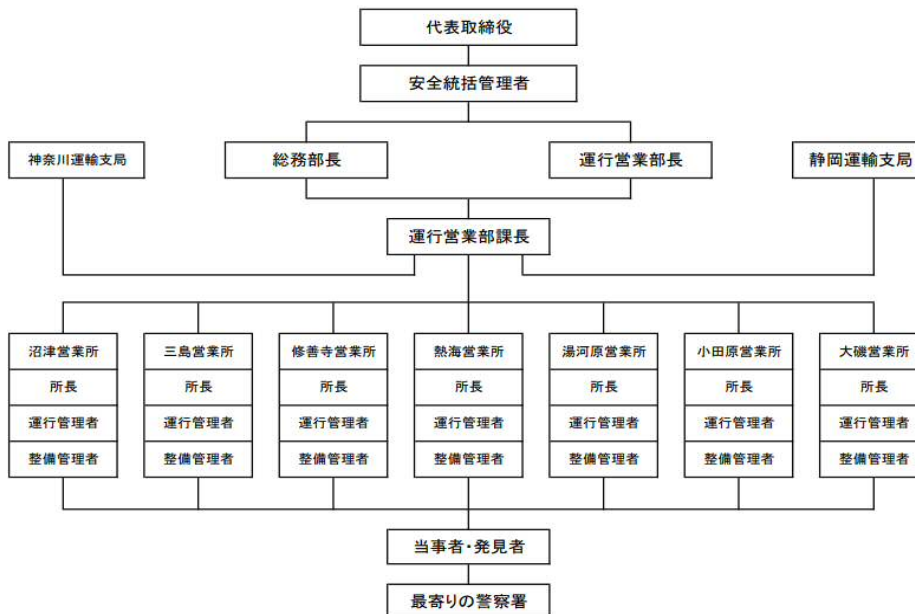 代表取締役
安全統括管理者
神奈川運輸支局
総務部長
運行営業部長
静岡運輸支局
運行営業部課長
沼津営業所
三島営業所
修善寺営業所
熱海営業所
湯河原営業所
小田原営業所
大磯営業所
所長
所長
所長
所長
所長
所長
所長
運行管理者
運行管理者
運行管理者
運行管理者
運行管理者
運行管理者
運行管理者
整備管理者
整備管理者
整備管理者
整備管理者
整備管理者
整備管理者
整備管理者
当事者・発見者
最寄りの警察署